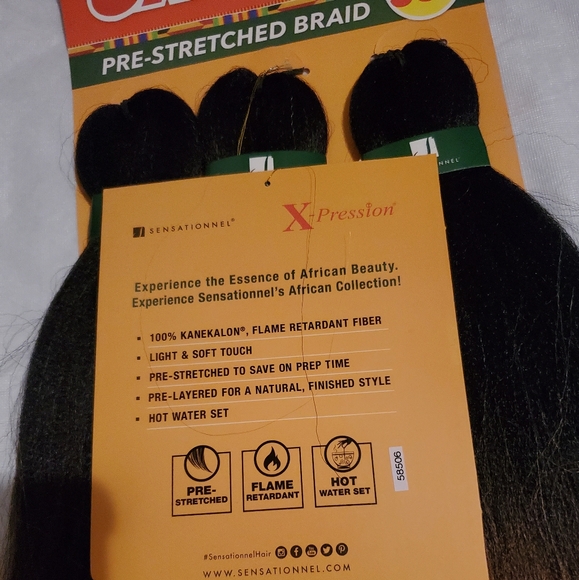 PRE-STRETCHED BRAID
SENSATIONNEL®
X-Pression®
Experience the Essence of African Beauty.
Experience Sensationnel's African Collection!
▪ 100% KANEKALON®, FLAME RETARDANT FIBER
▪ LIGHT & SOFT TOUCH
▪ PRE-STRETCHED TO SAVE ON PREP TIME
▪ PRE-LAYERED FOR A NATURAL, FINISHED STYLE
▪ HOT WATER SET
PRE-
STRETCHED
FLAME
RETARDANT
HOT
WATER SET
58506
#SensationnelHair
WWW.SENSATIONNEL.COM